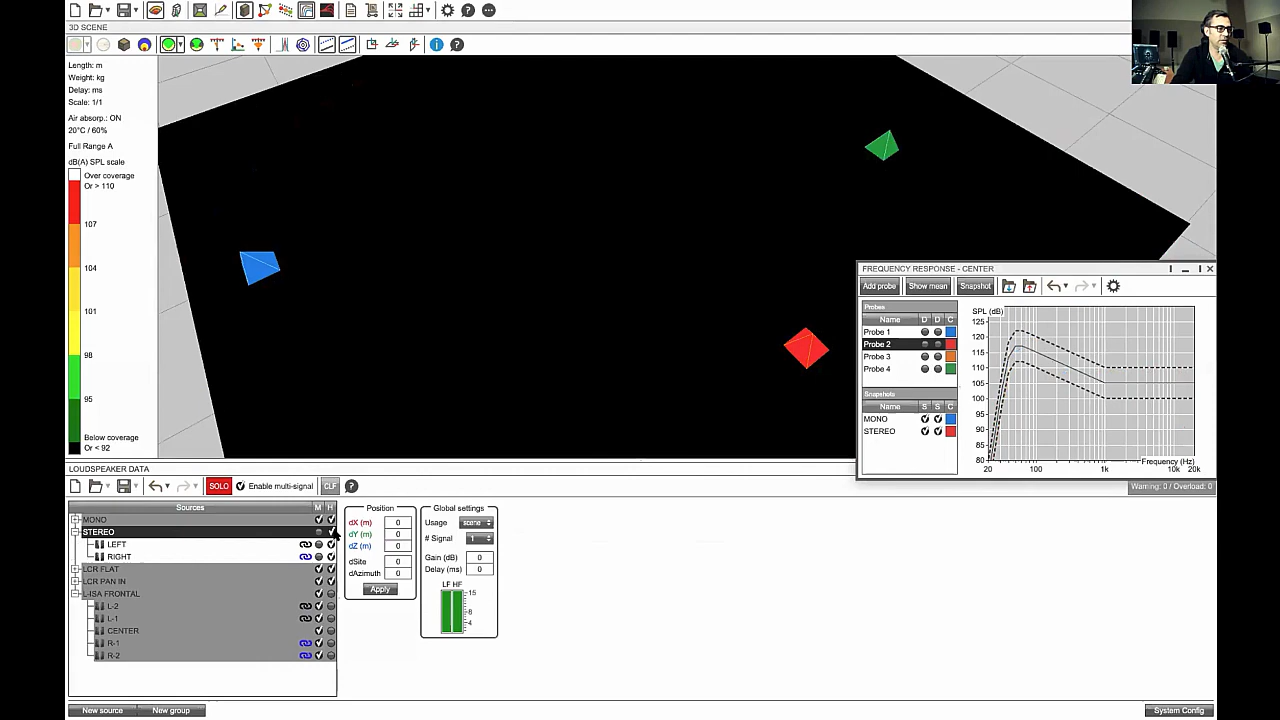 3D SCENE
Length: m
Weight: kg
Delay: ms
Scale: 1/1
Air absorp.: ON
20°C / 60%
Full Range A
dB(A) SPL scale
Over coverage
Or > 110
107
104
101
98
95
Below coverage
Or < 92
FREQUENCY RESPONSE - CENTER
Add probe
Show mean
Snapshot
Probes
Name D D C
Probe 1
Probe 2
Probe 3
Probe 4
Snapshots
Name S S C
MONO
STEREO
SPL (dB)
125
120
115
110
105
100
95
90
85
80
Frequency (Hz)
20 100 1k 10k 20k
Warning: 0 / Overload: 0
LOUDSPEAKER DATA
SOLO
Enable multi-signal
CLF
Sources M H
MONO
STEREO
LEFT
RIGHT
LCR FLAT
LCR PAN IN
L-ISA FRONTAL
L-2
L-1
CENTER
R-1
R-2
Position
dX (m) 0
dY (m) 0
dZ (m) 0
dSite 0
dAzimuth 0
Apply
Global settings
Usage scene
# Signal 1
Gain (dB) 0
Delay (ms) 0
LF HF
15
-8
-4
New source
New group
System Config